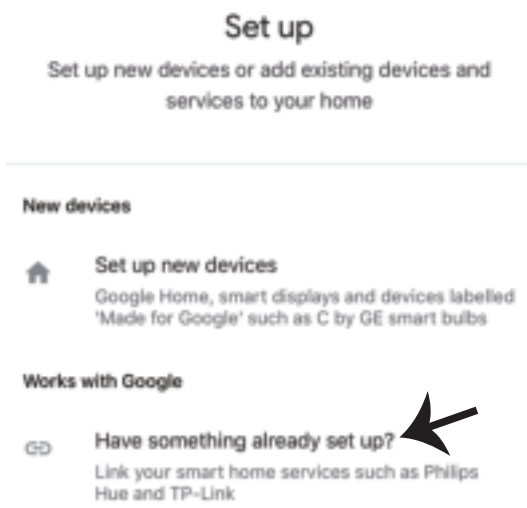 Set up
Set up new devices or add existing devices and
services to your home
New devices
Set up new devices
Google Home, smart displays and devices labelled
'Made for Google' such as C by GE smart bulbs
Works with Google
Have something already set up?
Link your smart home services such as Philips
Hue and TP-Link